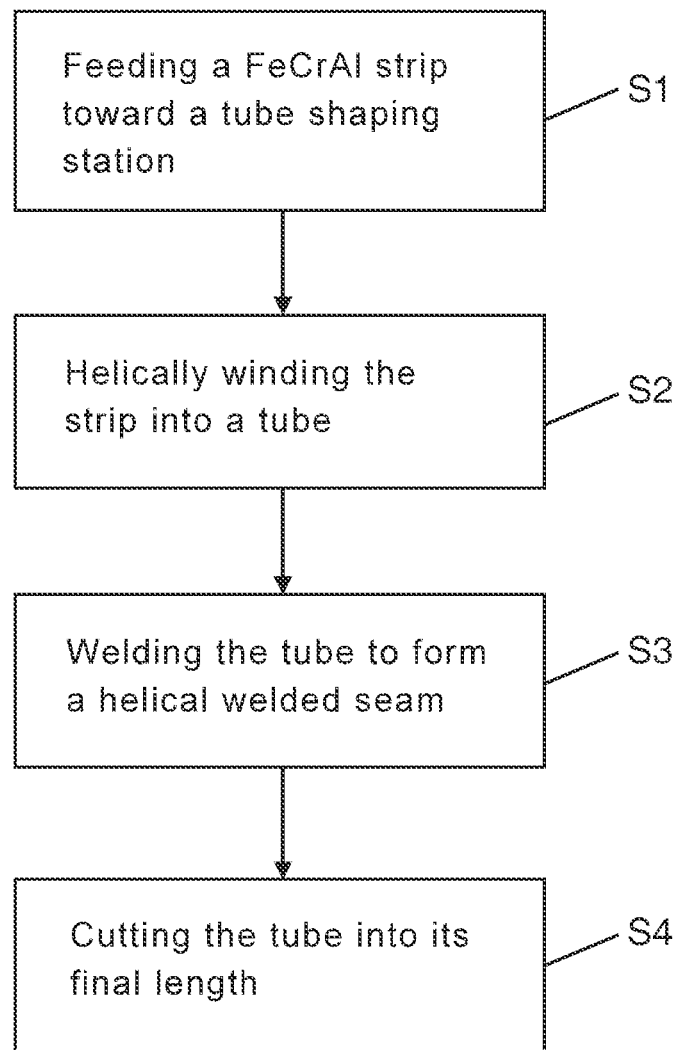 Feeding a FeCrAl strip
toward a tube shaping
station
S1
Helically winding the
strip into a tube
S2
Welding the tube to form
a helical welded seam
S3
Cutting the tube into its
final length
S4